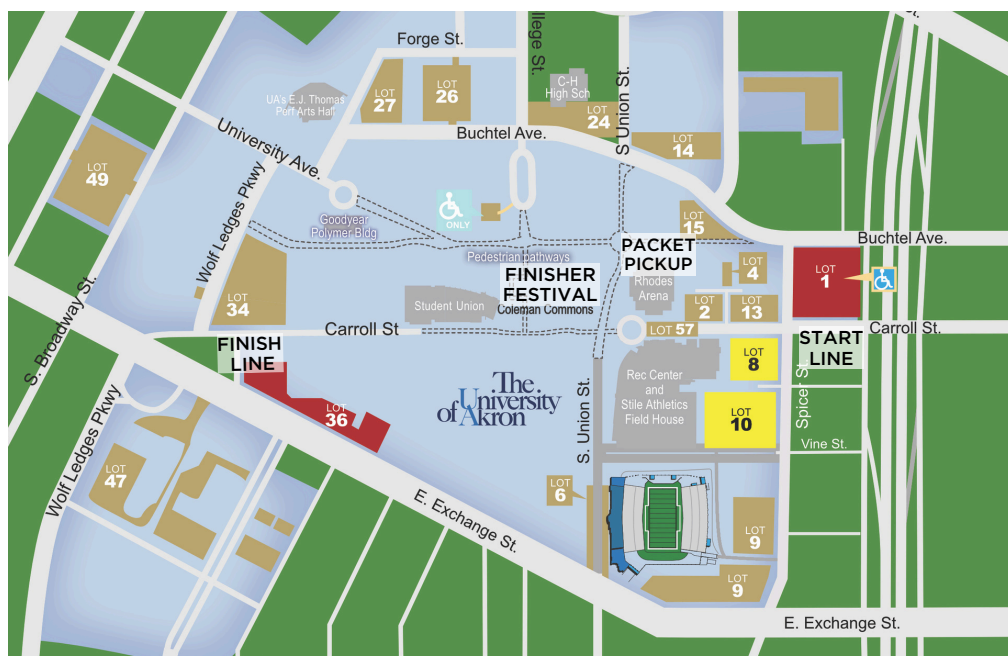 St.
Forge St.
llege St.
S Union St.
C-H
High Sch
LOT
27
LOT
26
UA's E.J. Thomas
Perf Arts Hall
LOT
24
Buchtel Ave.
LOT
14
University Ave.
LOT
49
Wolf Ledges Pkwy
ONLY
Goodyear
Polymer Bldg
LOT
15
Buchtel Ave.
PACKET
PICKUP
Pedestrian pathways
FINISHER
FESTIVAL
Coleman Commons
Rhodes
Arena
LOT
4
LOT
1
LOT
34
Student Union
LOT
2
LOT
13
S. Broadway St.
Carroll St
LOT 57
Carroll St.
FINISH
LINE
START
LINE
LOT
8
Rec Center
and
Stile Athletics
Field House
The
University
of Akron
LOT
36
Spicer St.
LOT
10
S. Union St.
Vine St.
Wolf Ledges Pkwy
LOT
47
LOT
6
E. Exchange St.
LOT
9
LOT
9
E. Exchange St.